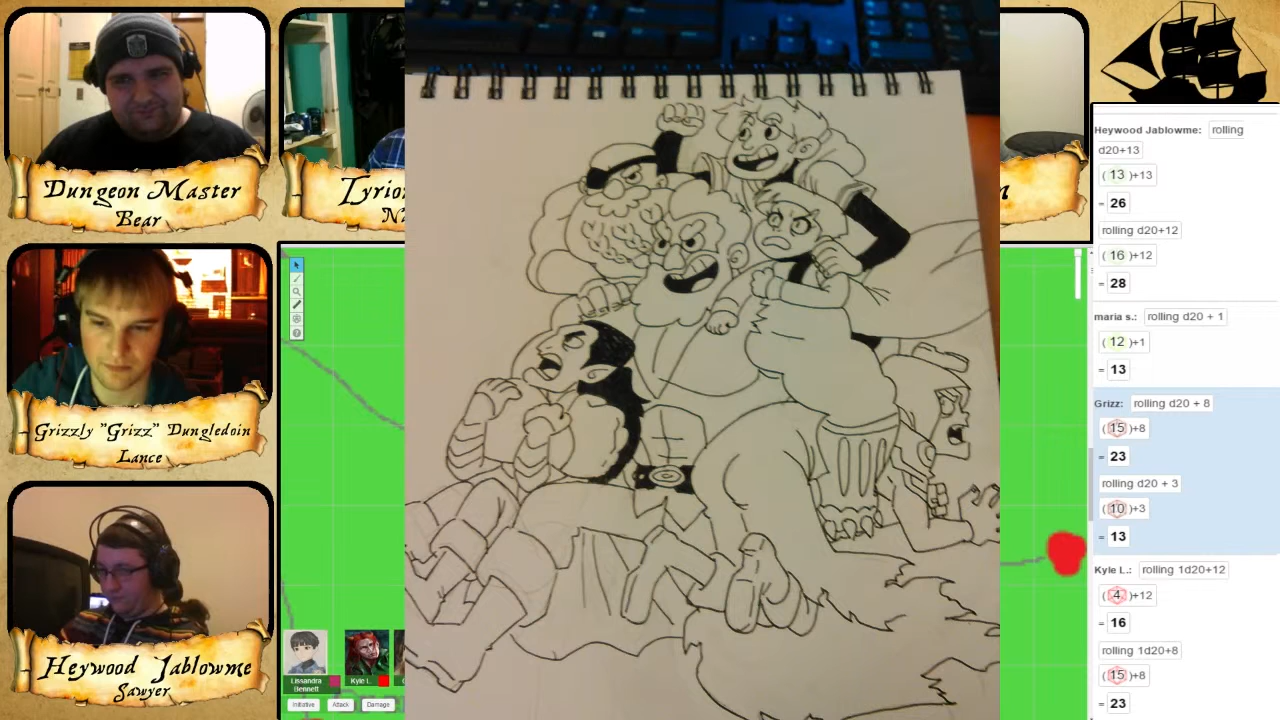 Dungeon Master
Bear
Grizzly "Grizz" Dungledoin
Lance
Heywood Jablowme
Sawyer
Lissandra
Bennett
Kyle L.
Initiative
Attack
Damage
Heywood Jablowme: rolling
d20+13
(13)+13
= 26
rolling d20+12
(16)+12
= 28
maria s.: rolling d20 + 1
(12)+1
= 13
Grizz: rolling d20 + 8
(15)+8
= 23
rolling d20 + 3
(10)+3
= 13
Kyle L.: rolling 1d20+12
(4)+12
= 16
rolling 1d20+8
(15)+8
= 23